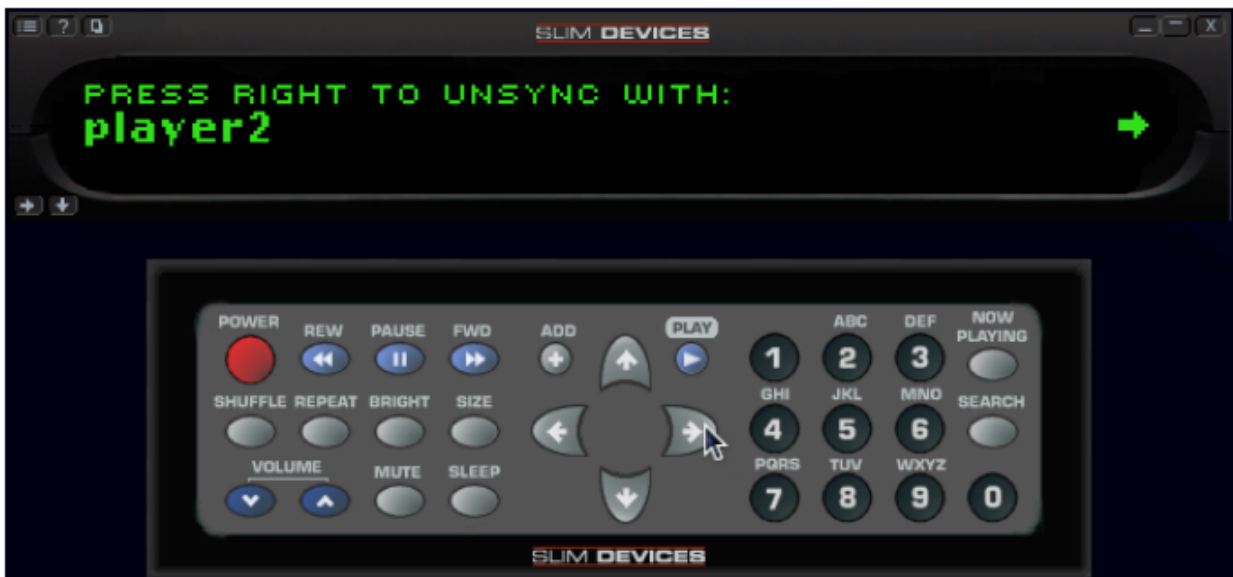 ? X
SLIM DEVICES
PRESS RIGHT TO UNSYNC WITH:
player2
POWER REW PAUSE FWD ADD PLAY ABC DEF NOW PLAYING
1 2 3
SHUFFLE REPEAT BRIGHT SIZE GHI JKL MNO SEARCH
4 5 6
VOLUME MUTE SLEEP PQRS TUV WXYZ
7 8 9 0
SLIM DEVICES